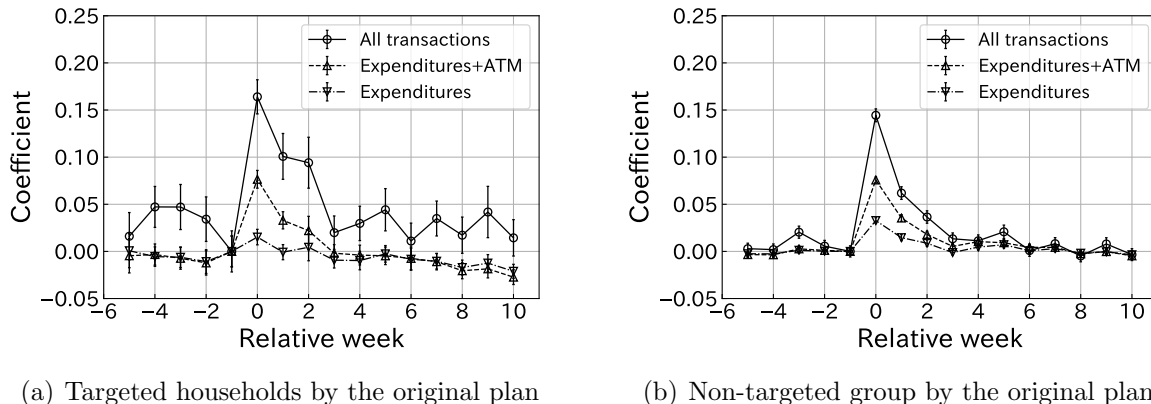 0.25
0.20
0.15
0.10
0.05
0.00
−0.05
Coefficient
All transactions
Expenditures+ATM
Expenditures
−6 −4 −2 0 2 4 6 8 10
Relative week
(a) Targeted households by the original plan
0.25
0.20
0.15
0.10
0.05
0.00
−0.05
Coefficient
All transactions
Expenditures+ATM
Expenditures
−6 −4 −2 0 2 4 6 8 10
Relative week
(b) Non-targeted group by the original plan